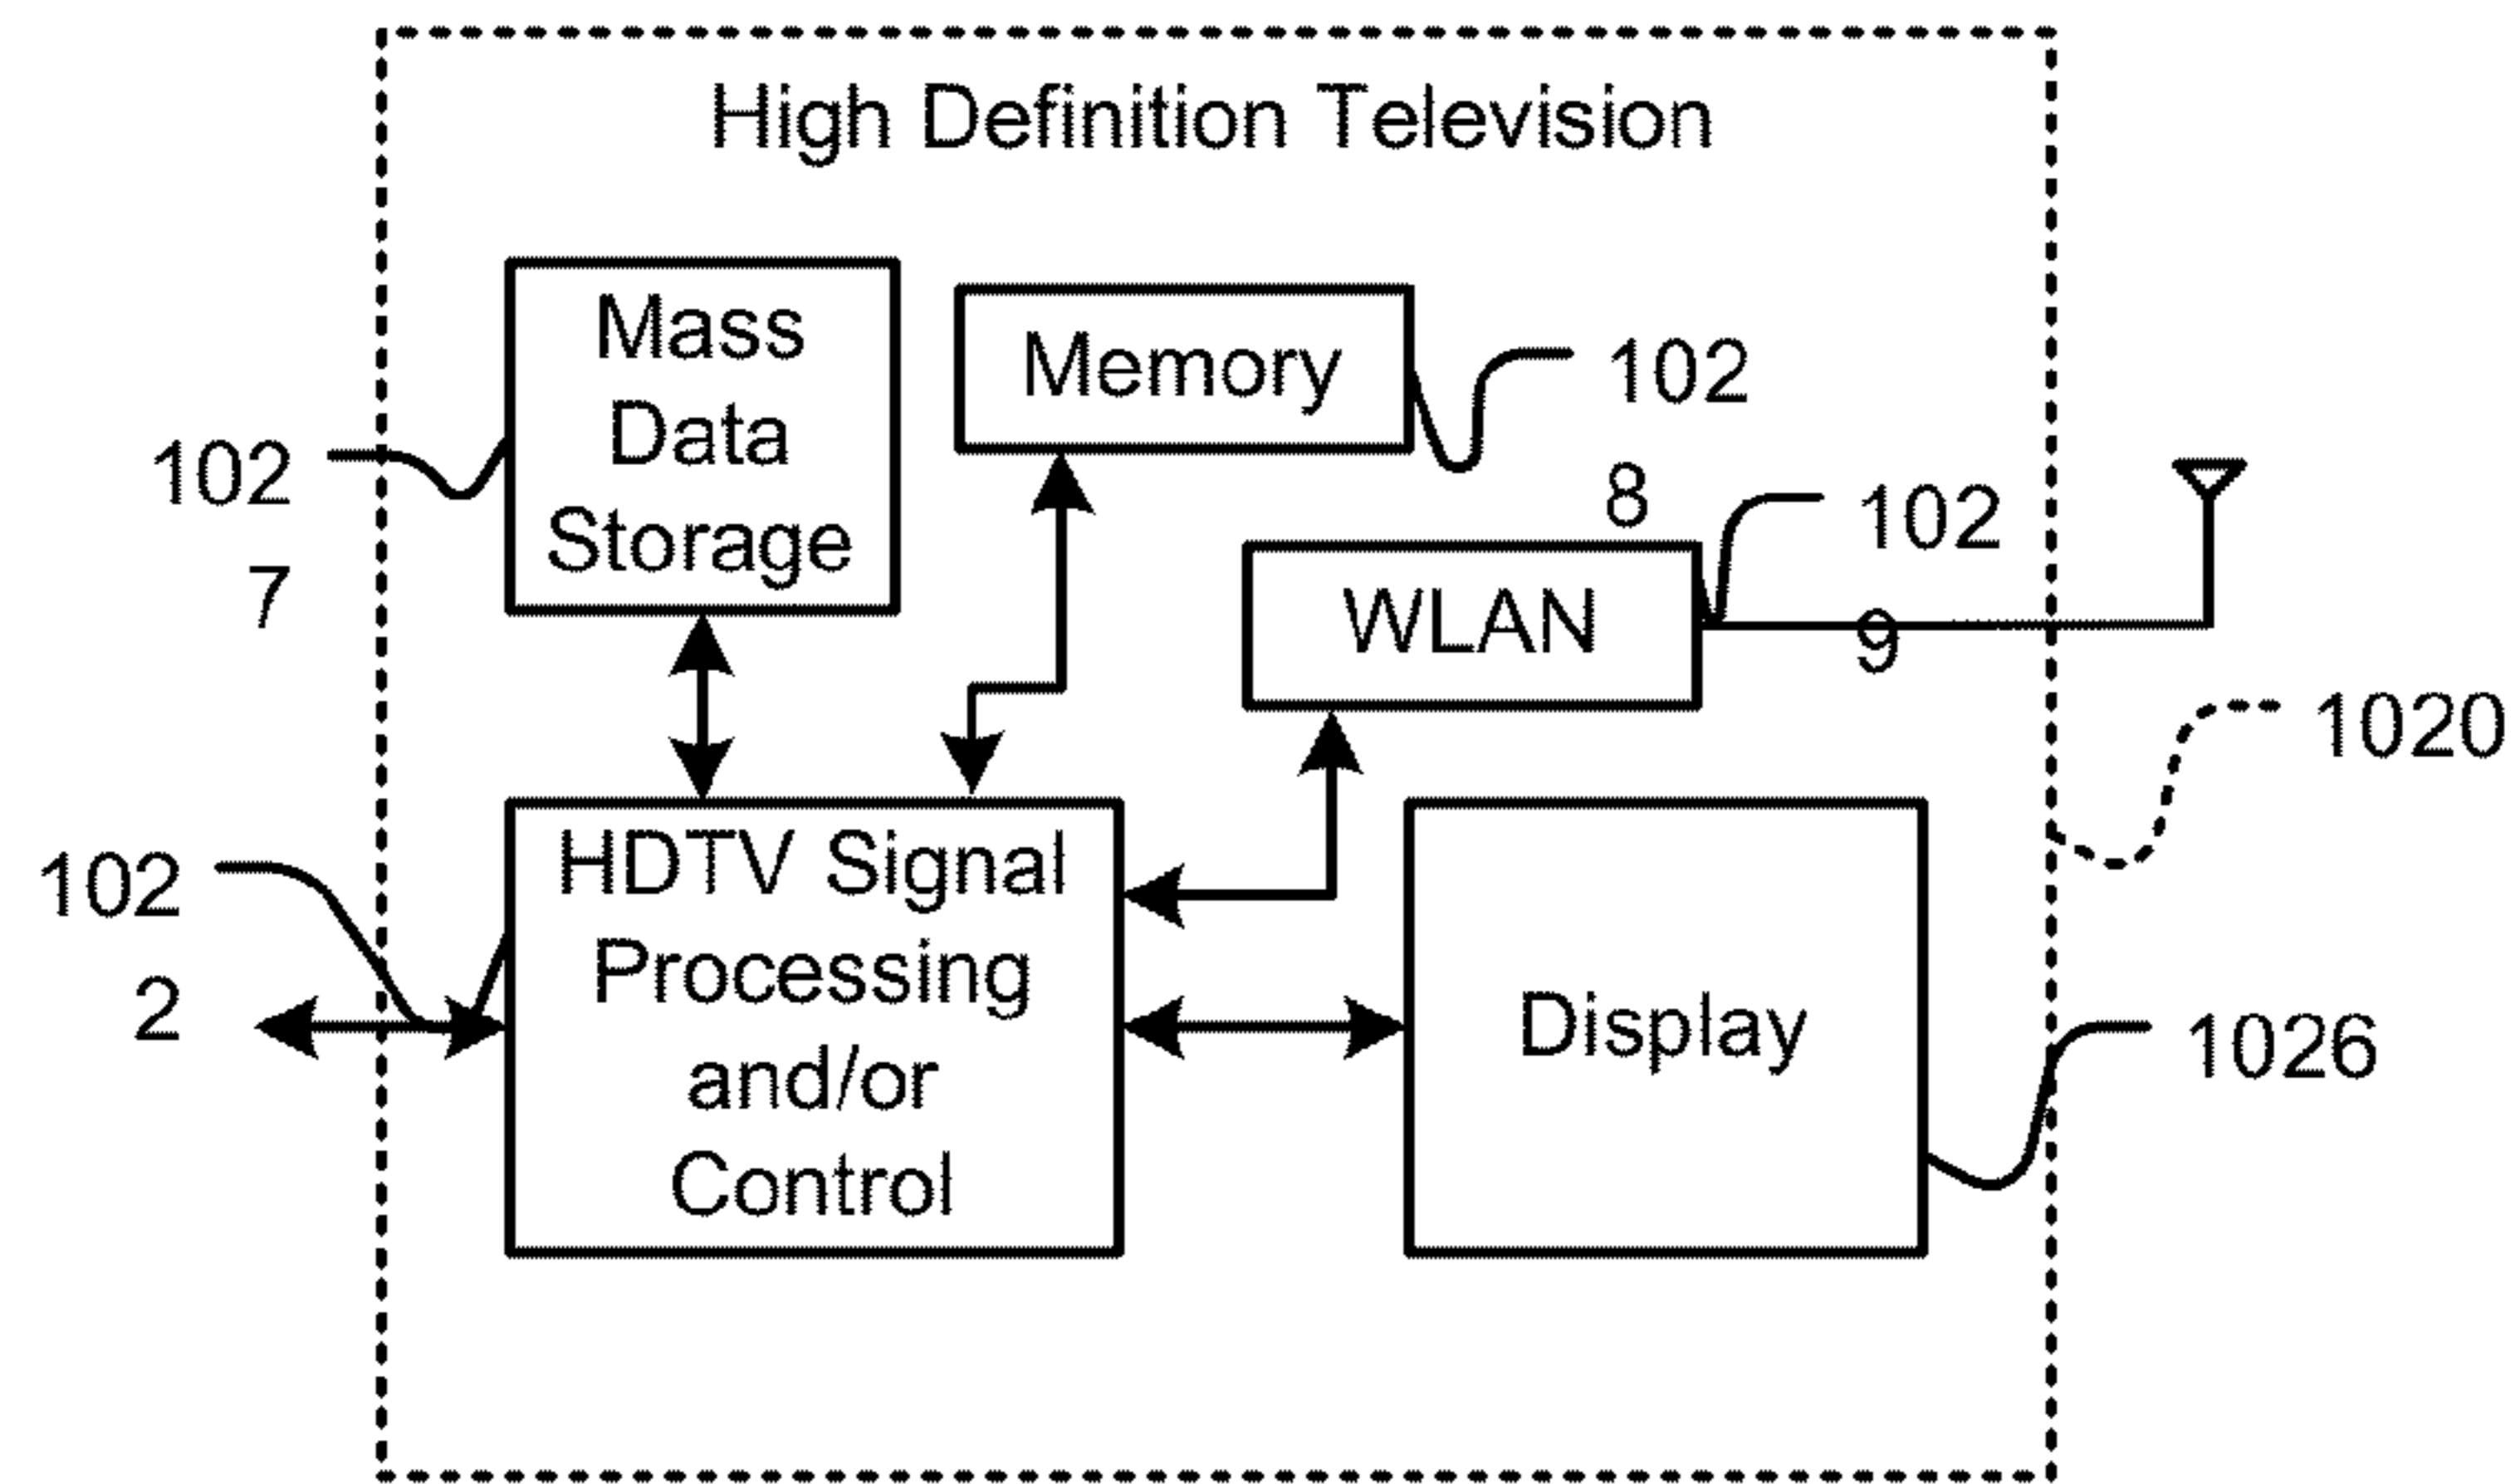 High Definition Television
Mass
Data
Storage
102
7
Memory
102
8
WLAN
102
9
1020
HDTV Signal
Processing
and/or
Control
102
2
Display
1026